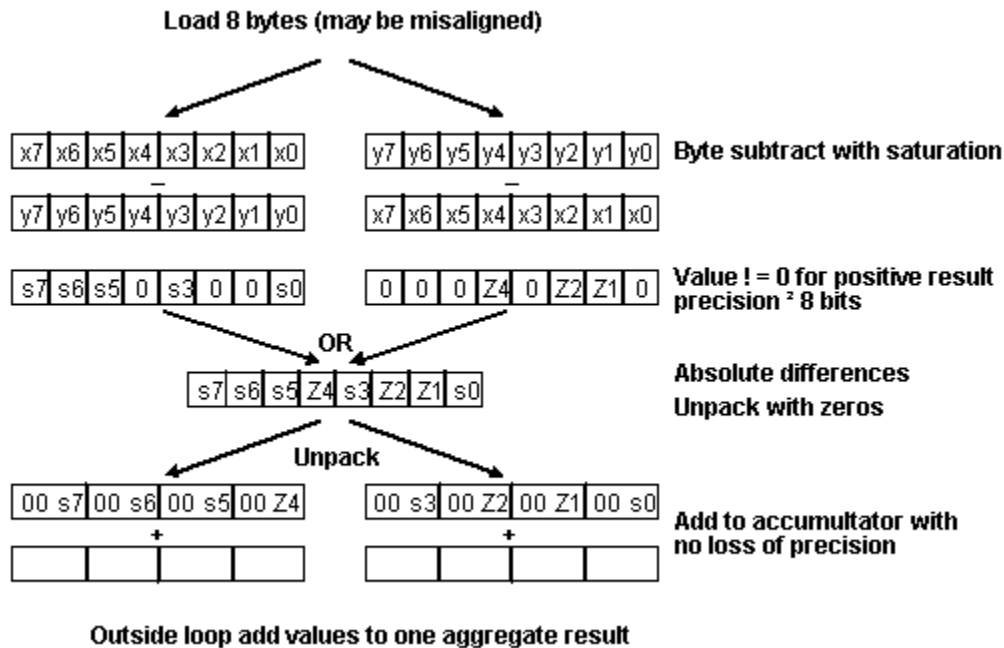 Load 8 bytes (may be misaligned)
x7 x6 x5 x4 x3 x2 x1 x0 y7 y6 y5 y4 y3 y2 y1 y0 Byte subtract with saturation
– –
y7 y6 y5 y4 y3 y2 y1 y0 x7 x6 x5 x4 x3 x2 x1 x0
s7 s6 s5 0 s3 0 0 s0 0 0 0 Z4 0 Z2 Z1 0 Value ! = 0 for positive result
precision ² 8 bits
OR
s7 s6 s5 Z4 s3 Z2 Z1 s0 Absolute differences
Unpack with zeros
Unpack
00 s7 00 s6 00 s5 00 Z4 00 s3 00 Z2 00 Z1 00 s0 Add to accumultator with
+ + no loss of precision
Outside loop add values to one aggregate result